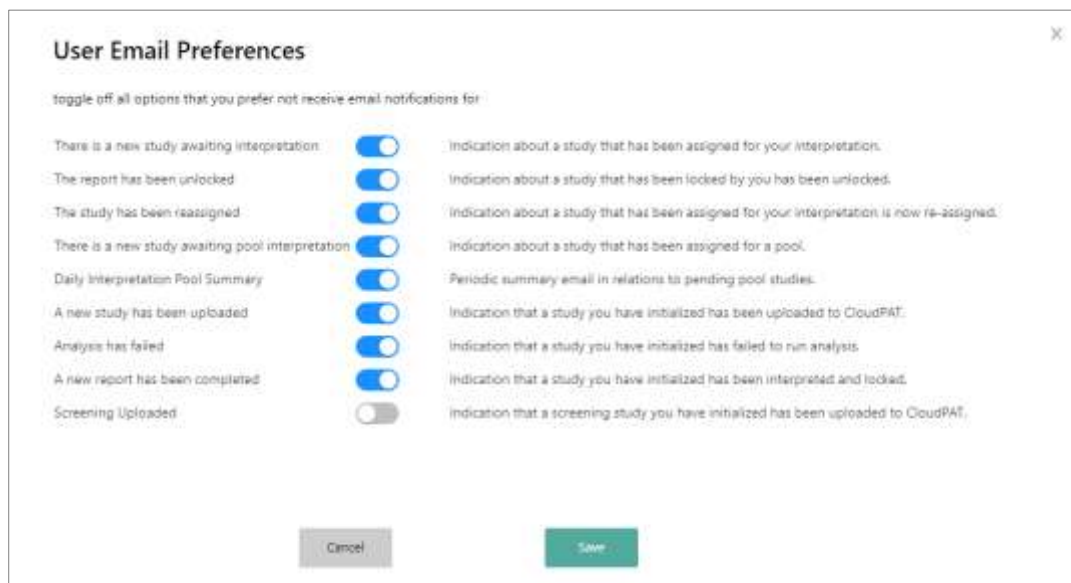 User Email Preferences
toggle off all options that you prefer not receive email notifications for
There is a new study awaiting interpretation Indication about a study that has been assigned for your interpretation.
The report has been unlocked Indication about a study that has been locked by you has been unlocked.
The study has been reassigned Indication about a study that has been assigned for your interpretation is now re-assigned.
There is a new study awaiting pool interpretation Indication about a study that has been assigned for a pool.
Daily Interpretation Pool Summary Periodic summary email in relations to pending pool studies.
A new study has been uploaded Indication that a study you have initialized has been uploaded to CloudPAT.
Analysis has failed Indication that a study you have initialized has failed to run analysis
A new report has been completed Indication that a study you have initialized has been interpreted and locked.
Screening Uploaded Indication that a screening study you have initialized has been uploaded to CloudPAT.
Cancel Save